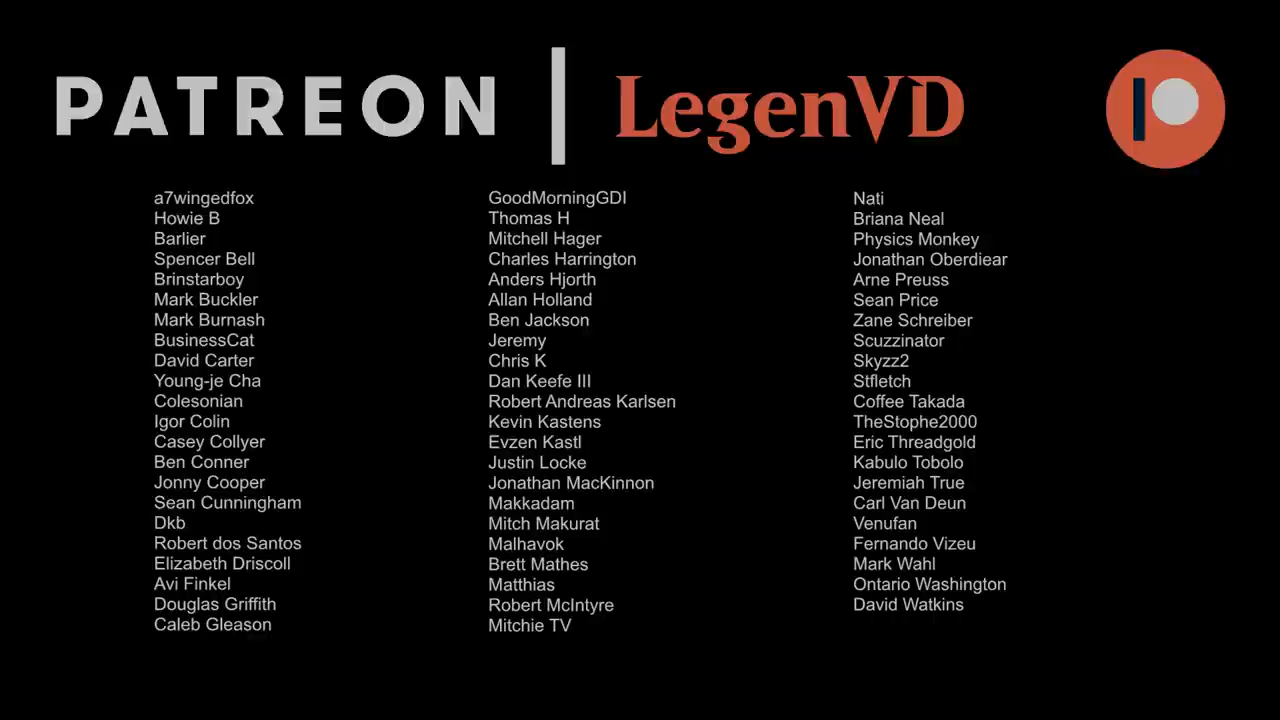 PATREON | LegenVD
a7wingedfox
Howie B
Barlier
Spencer Bell
Brinstarboy
Mark Buckler
Mark Burnash
BusinessCat
David Carter
Young-je Cha
Colesonian
Igor Colin
Casey Collyer
Ben Conner
Jonny Cooper
Sean Cunningham
Dkb
Robert dos Santos
Elizabeth Driscoll
Avi Finkel
Douglas Griffith
Caleb Gleason
GoodMorningGDI
Thomas H
Mitchell Hager
Charles Harrington
Anders Hjorth
Allan Holland
Ben Jackson
Jeremy
Chris K
Dan Keefe III
Robert Andreas Karlsen
Kevin Kastens
Evzen Kastl
Justin Locke
Jonathan MacKinnon
Makkadam
Mitch Makurat
Malhavok
Brett Mathes
Matthias
Robert McIntyre
Mitchie TV
Nati
Briana Neal
Physics Monkey
Jonathan Oberdiear
Arne Preuss
Sean Price
Zane Schreiber
Scuzzinator
Skyzz2
Stfletch
Coffee Takada
TheStophe2000
Eric Threadgold
Kabulo Tobolo
Jeremiah True
Carl Van Deun
Venufan
Fernando Vizeu
Mark Wahl
Ontario Washington
David Watkins